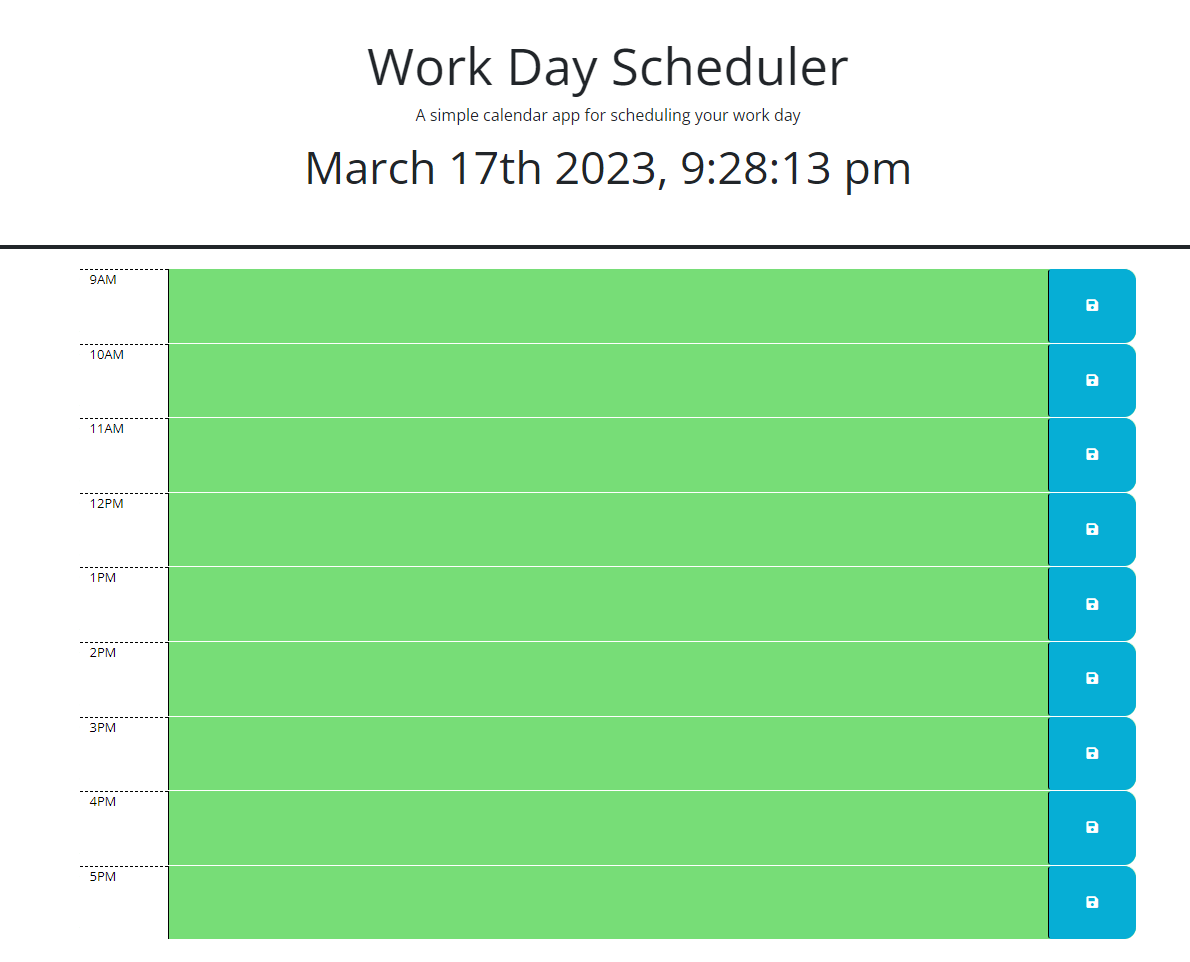 Work Day Scheduler
A simple calendar app for scheduling your work day
March 17th 2023, 9:28:13 pm
9AM
10AM
11AM
12PM
1PM
2PM
3PM
4PM
5PM